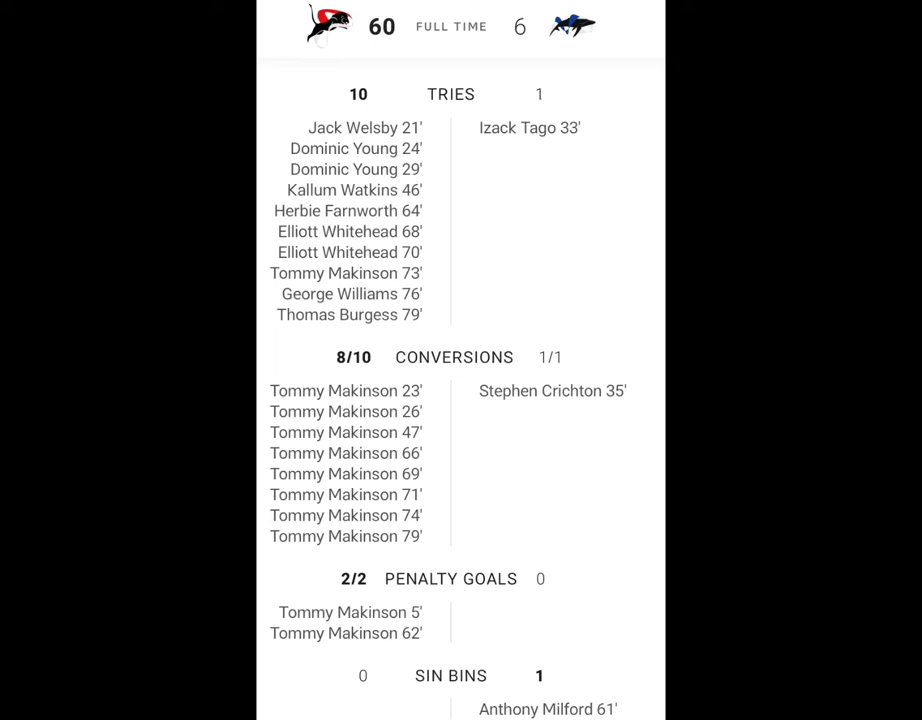 60 FULL TIME 6
10 TRIES 1
Jack Welsby 21' Izack Tago 33'
Dominic Young 24'
Dominic Young 29'
Kallum Watkins 46'
Herbie Farnworth 64'
Elliott Whitehead 68'
Elliott Whitehead 70'
Tommy Makinson 73'
George Williams 76'
Thomas Burgess 79'
8/10 CONVERSIONS 1/1
Tommy Makinson 23' Stephen Crichton 35'
Tommy Makinson 26'
Tommy Makinson 47'
Tommy Makinson 66'
Tommy Makinson 69'
Tommy Makinson 71'
Tommy Makinson 74'
Tommy Makinson 79'
2/2 PENALTY GOALS 0
Tommy Makinson 5'
Tommy Makinson 62'
0 SIN BINS 1
Anthony Milford 61'